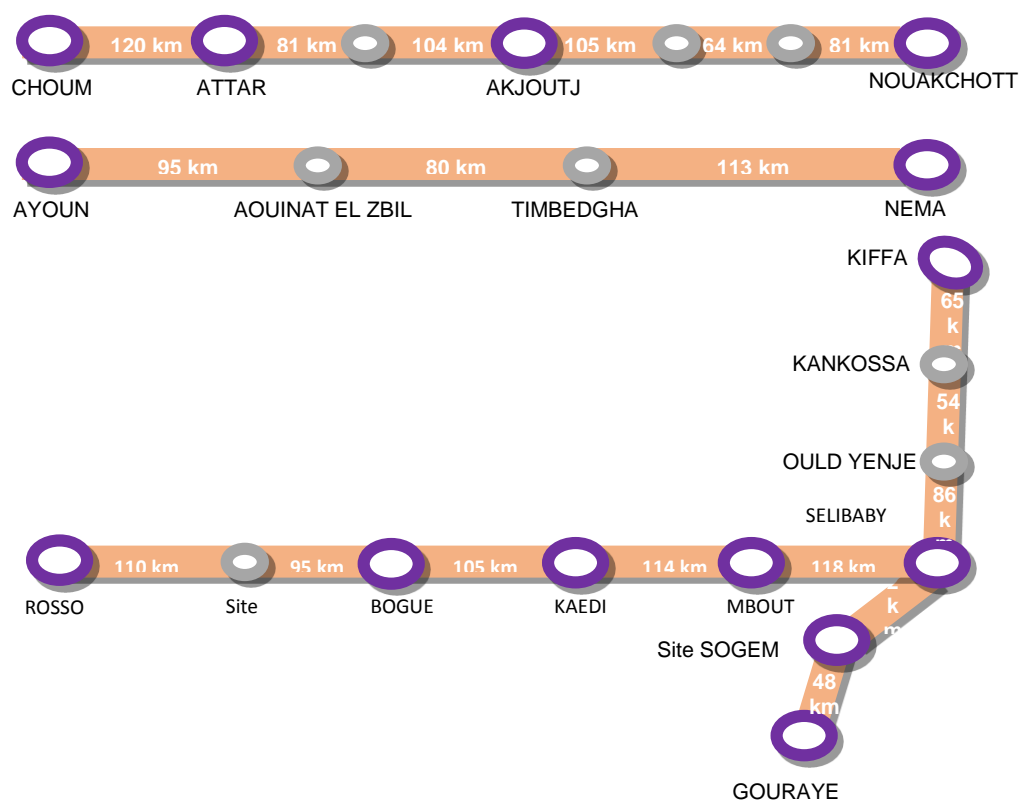 120 km 81 km 104 km 105 km 64 km 81 km
CHOUM ATTAR AKJOUTJ NOUAKCHOTT
95 km 80 km 113 km
AYOUN AOUINAT EL ZBIL TIMBEDGHA NEMA
KIFFA
65
k
KANKOSSA
54
k
OULD YENJE
86
k
SELIBABY
110 km 95 km 105 km 114 km 118 km
ROSSO Site BOGUE KAEDI MBOUT
k
Site SOGEM
48
km
GOURAYE